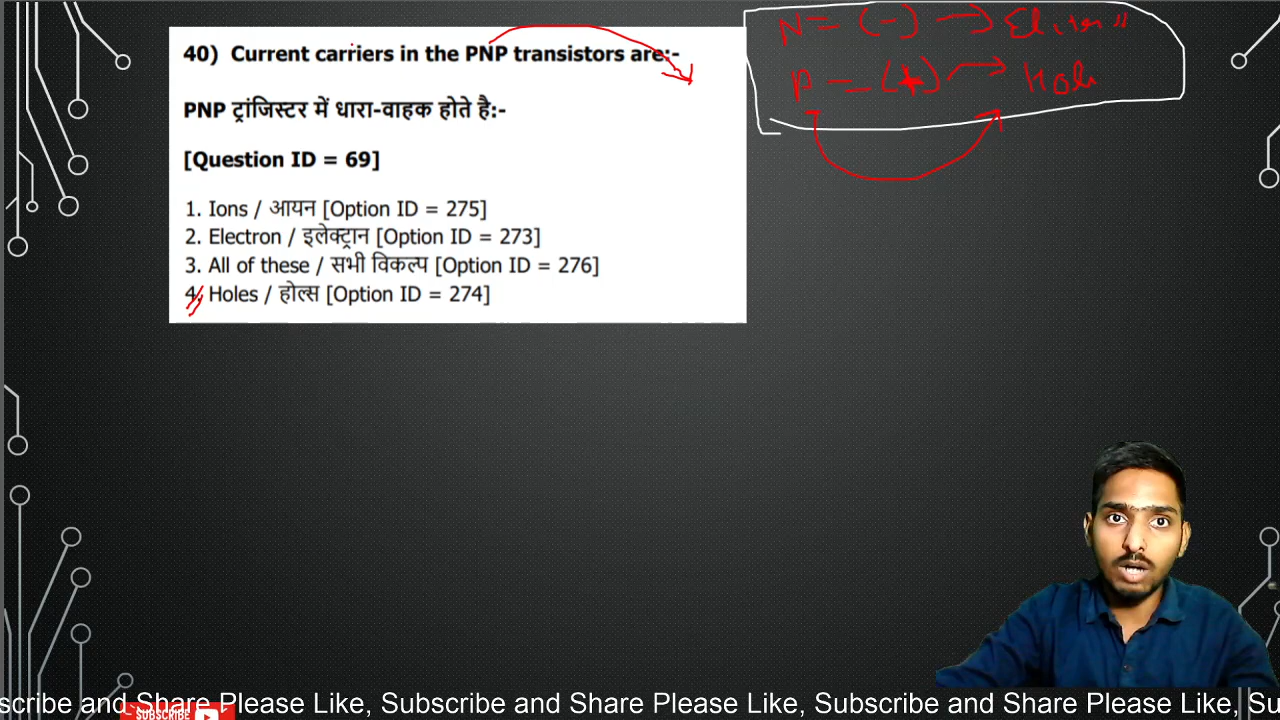 40) Current carriers in the PNP transistors are:-
PNP ट्रांजिस्टर में धारा-वाहक होते है:-
[Question ID = 69]
1. Ions / आयन [Option ID = 275]
2. Electron / इलेक्ट्रान [Option ID = 273]
3. All of these / सभी विकल्प [Option ID = 276]
4. Holes / होल्स [Option ID = 274]
N = (-) →
P = (+) → Hole
scribe and Share Please Like, Subscribe and Share Please Like, Subscribe and Share Please Like, Su
SUBSCRIBE